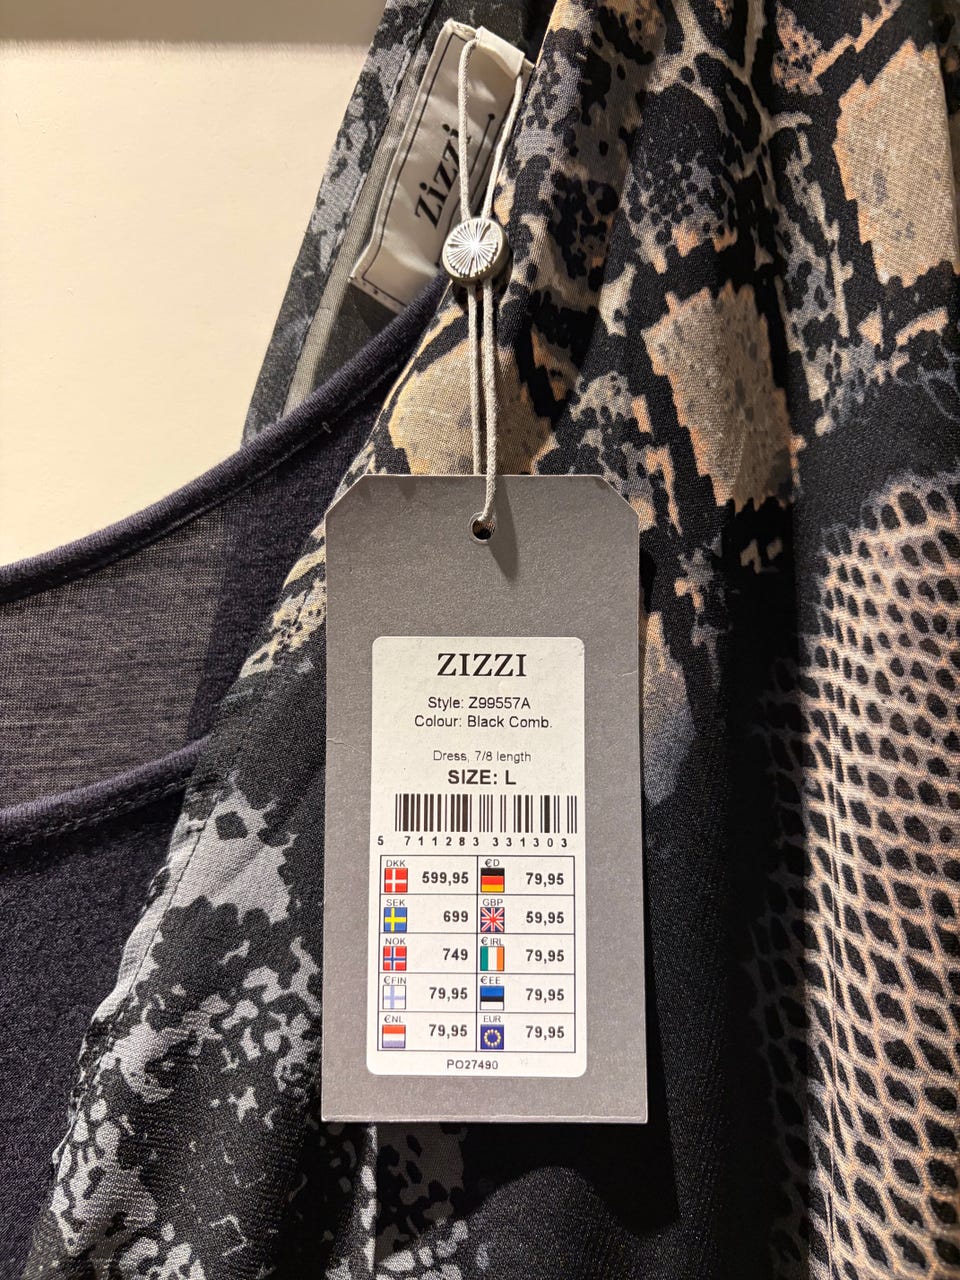 zizzi
ZIZZI
Style: Z99557A
Colour: Black Comb.
Dress, 7/8 length
SIZE: L
5 711283 331303
DKK 599,95 €D 79,95
SEK 699 GBP 59,95
NOK 749 € IRL 79,95
€FIN 79,95 €EE 79,95
€NL 79,95 EUR 79,95
PO27490